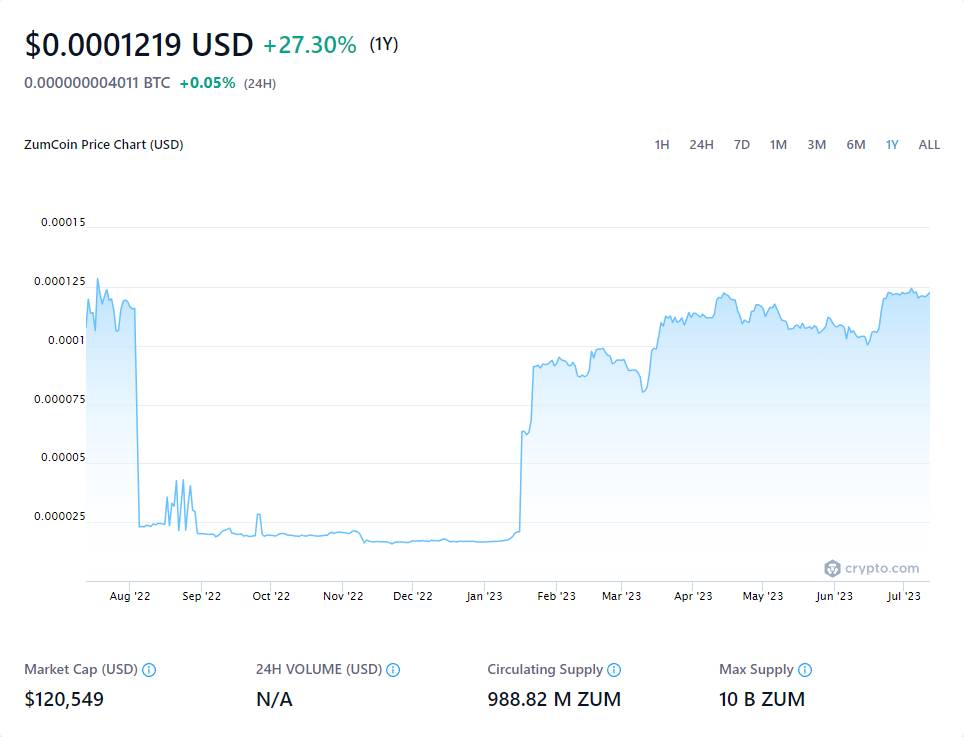 $0.0001219 USD +27.30% (1Y)
0.000000004011 BTC +0.05% (24H)
ZumCoin Price Chart (USD) 1H 24H 7D 1M 3M 6M 1Y ALL
0.00015
0.000125
0.0001
0.000075
0.00005
0.000025
crypto.com
Aug '22 Sep '22 Oct '22 Nov '22 Dec '22 Jan '23 Feb '23 Mar '23 Apr '23 May '23 Jun '23 Jul '23
Market Cap (USD) 24H VOLUME (USD) Circulating Supply Max Supply
$120,549 N/A 988.82 M ZUM 10 B ZUM